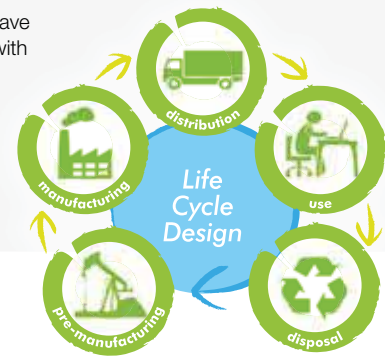 ave
with
distribution
manufacturing
use
Life
Cycle
Design
pre-manufacturing
disposal